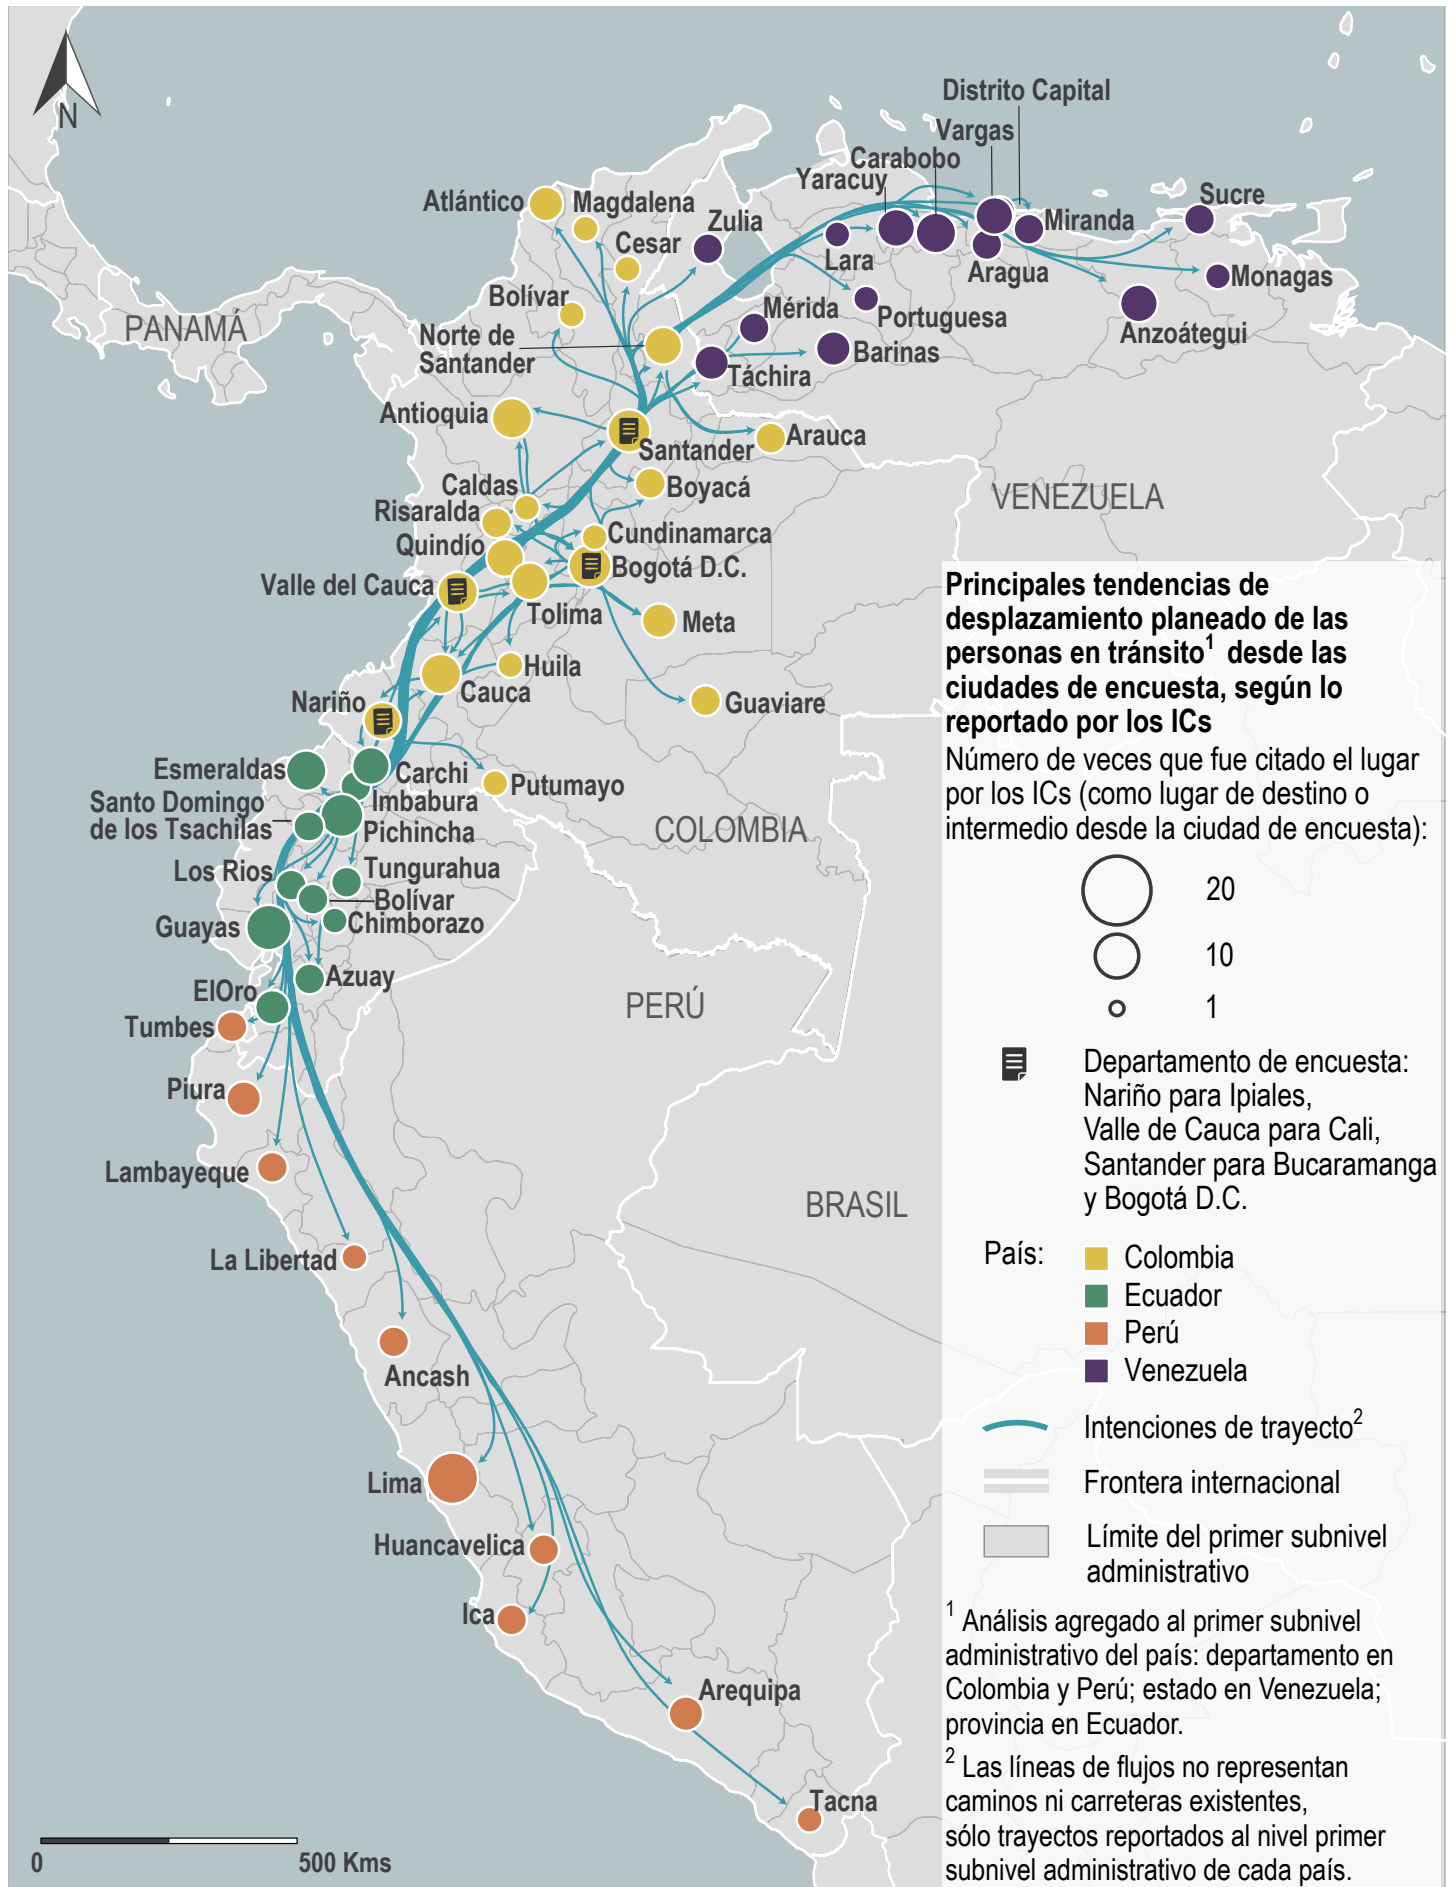 N
Distrito Capital
Vargas
Carabobo
Yaracuy
Sucre
Atlántico
Magdalena
Zulia
Miranda
Cesar
Lara
Aragua
Monagas
Bolívar
Mérida
Portuguesa
PANAMÁ
Norte de
Santander
Anzoátegui
Barinas
Táchira
Antioquia
Arauca
Santander
Caldas
Boyacá
VENEZUELA
Risaralda
Cundinamarca
Quindío
Bogotá D.C.
Valle del Cauca
Tolima
Meta
Huila
Cauca
Nariño
Guaviare
Esmeraldas
Carchi
Putumayo
Santo Domingo
de los Tsachilas
Imbabura
Pichincha
COLOMBIA
Los Rios
Tungurahua
Bolívar
Guayas
Chimborazo
Azuay
ElOro
PERÚ
Tumbes
Piura
Lambayeque
BRASIL
La Libertad
Ancash
Lima
Huancavelica
Ica
Arequipa
Tacna
0
500 Kms
Principales tendencias de
desplazamiento planeado de las
personas en tránsito1 desde las
ciudades de encuesta, según lo
reportado por los ICs
Número de veces que fue citado el lugar
por los ICs (como lugar de destino o
intermedio desde la ciudad de encuesta):
20
10
1
Departamento de encuesta:
Nariño para Ipiales,
Valle de Cauca para Cali,
Santander para Bucaramanga
y Bogotá D.C.
País:
Colombia
Ecuador
Perú
Venezuela
Intenciones de trayecto2
Frontera internacional
Límite del primer subnivel
administrativo
1 Análisis agregado al primer subnivel
administrativo del país: departamento en
Colombia y Perú; estado en Venezuela;
provincia en Ecuador.
2 Las líneas de flujos no representan
caminos ni carreteras existentes,
sólo trayectos reportados al nivel primer
subnivel administrativo de cada país.